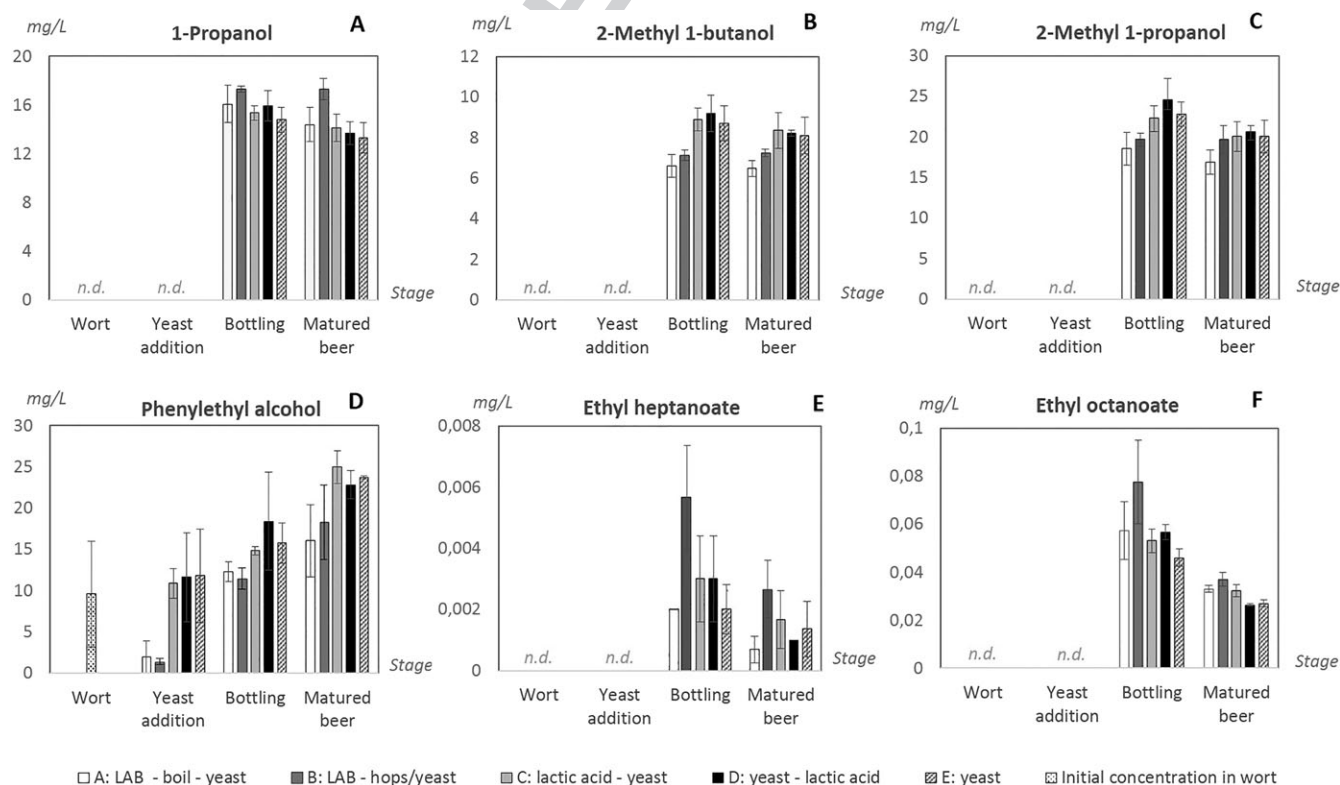 mg/L
1-Propanol
A
20
16
12
8
4
0
n.d.
n.d.
Stage
Wort
Yeast addition
Bottling
Matured beer
mg/L
2-Methyl 1-butanol
B
12
10
8
6
4
2
0
n.d.
n.d.
Stage
Wort
Yeast addition
Bottling
Matured beer
mg/L
2-Methyl 1-propanol
C
30
25
20
15
10
5
0
n.d.
n.d.
Stage
Wort
Yeast addition
Bottling
Matured beer
mg/L
Phenylethyl alcohol
D
30
25
20
15
10
5
0
Stage
Wort
Yeast addition
Bottling
Matured beer
mg/L
Ethyl heptanoate
E
0,008
0,006
0,004
0,002
0
n.d.
n.d.
Stage
Wort
Yeast addition
Bottling
Matured beer
mg/L
Ethyl octanoate
F
0,1
0,08
0,06
0,04
0,02
0
n.d.
n.d.
Stage
Wort
Yeast addition
Bottling
Matured beer
A: LAB - boil - yeast
B: LAB - hops/yeast
C: lactic acid - yeast
D: yeast - lactic acid
E: yeast
Initial concentration in wort